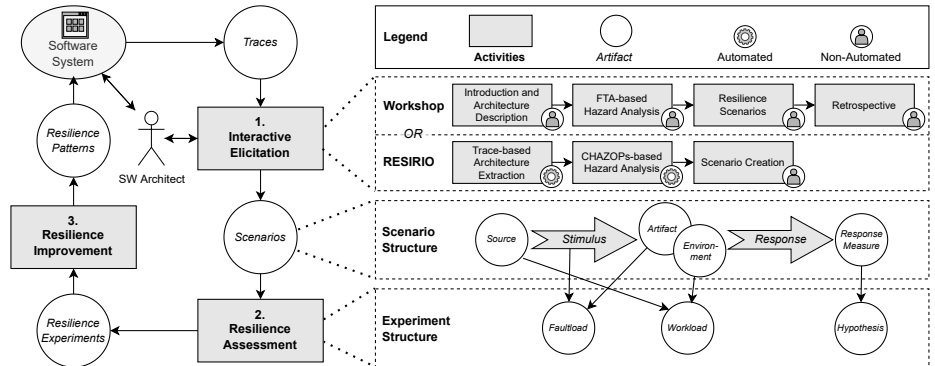 Software
System
Traces
Resilience
Patterns
SW Architect
1.
Interactive
Elicitation
3.
Resilience
Improvement
Scenarios
Resilience
Experiments
2.
Resilience
Assessment
Legend
Activities
Artifact
Automated
Non-Automated
Workshop
OR
RESIRIO
Introduction and
Architecture
Description
FTA-based
Hazard Analysis
Resilience
Scenarios
Retrospective
Trace-based
Architecture
Extraction
CHAZOPs-based
Hazard Analysis
Scenario Creation
Scenario
Structure
Source
Stimulus
Artifact
Environ-
ment
Response
Response
Measure
Experiment
Structure
Faultload
Workload
Hypothesis